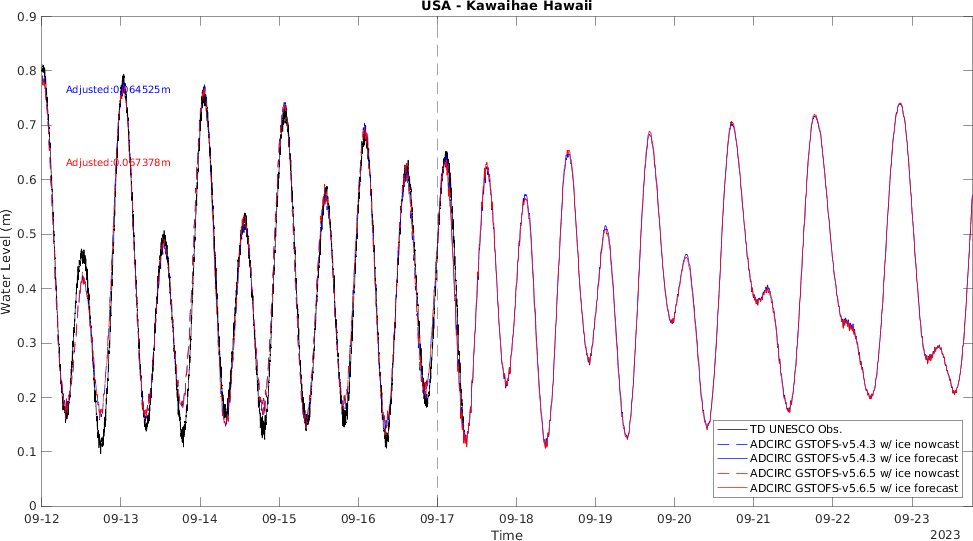 USA - Kawaihae Hawaii
0.9
0.8
0.7
0.6
0.5
0.4
0.3
0.2
0.1
0
Water Level (m)
Adjusted:0.064525m
Adjusted:0.057378m
TD UNESCO Obs.
ADCIRC GSTOFS-v5.4.3 w/ ice nowcast
ADCIRC GSTOFS-v5.4.3 w/ ice forecast
ADCIRC GSTOFS-v5.6.5 w/ ice nowcast
ADCIRC GSTOFS-v5.6.5 w/ ice forecast
09-12 09-13 09-14 09-15 09-16 09-17 09-18 09-19 09-20 09-21 09-22 09-23
Time
2023